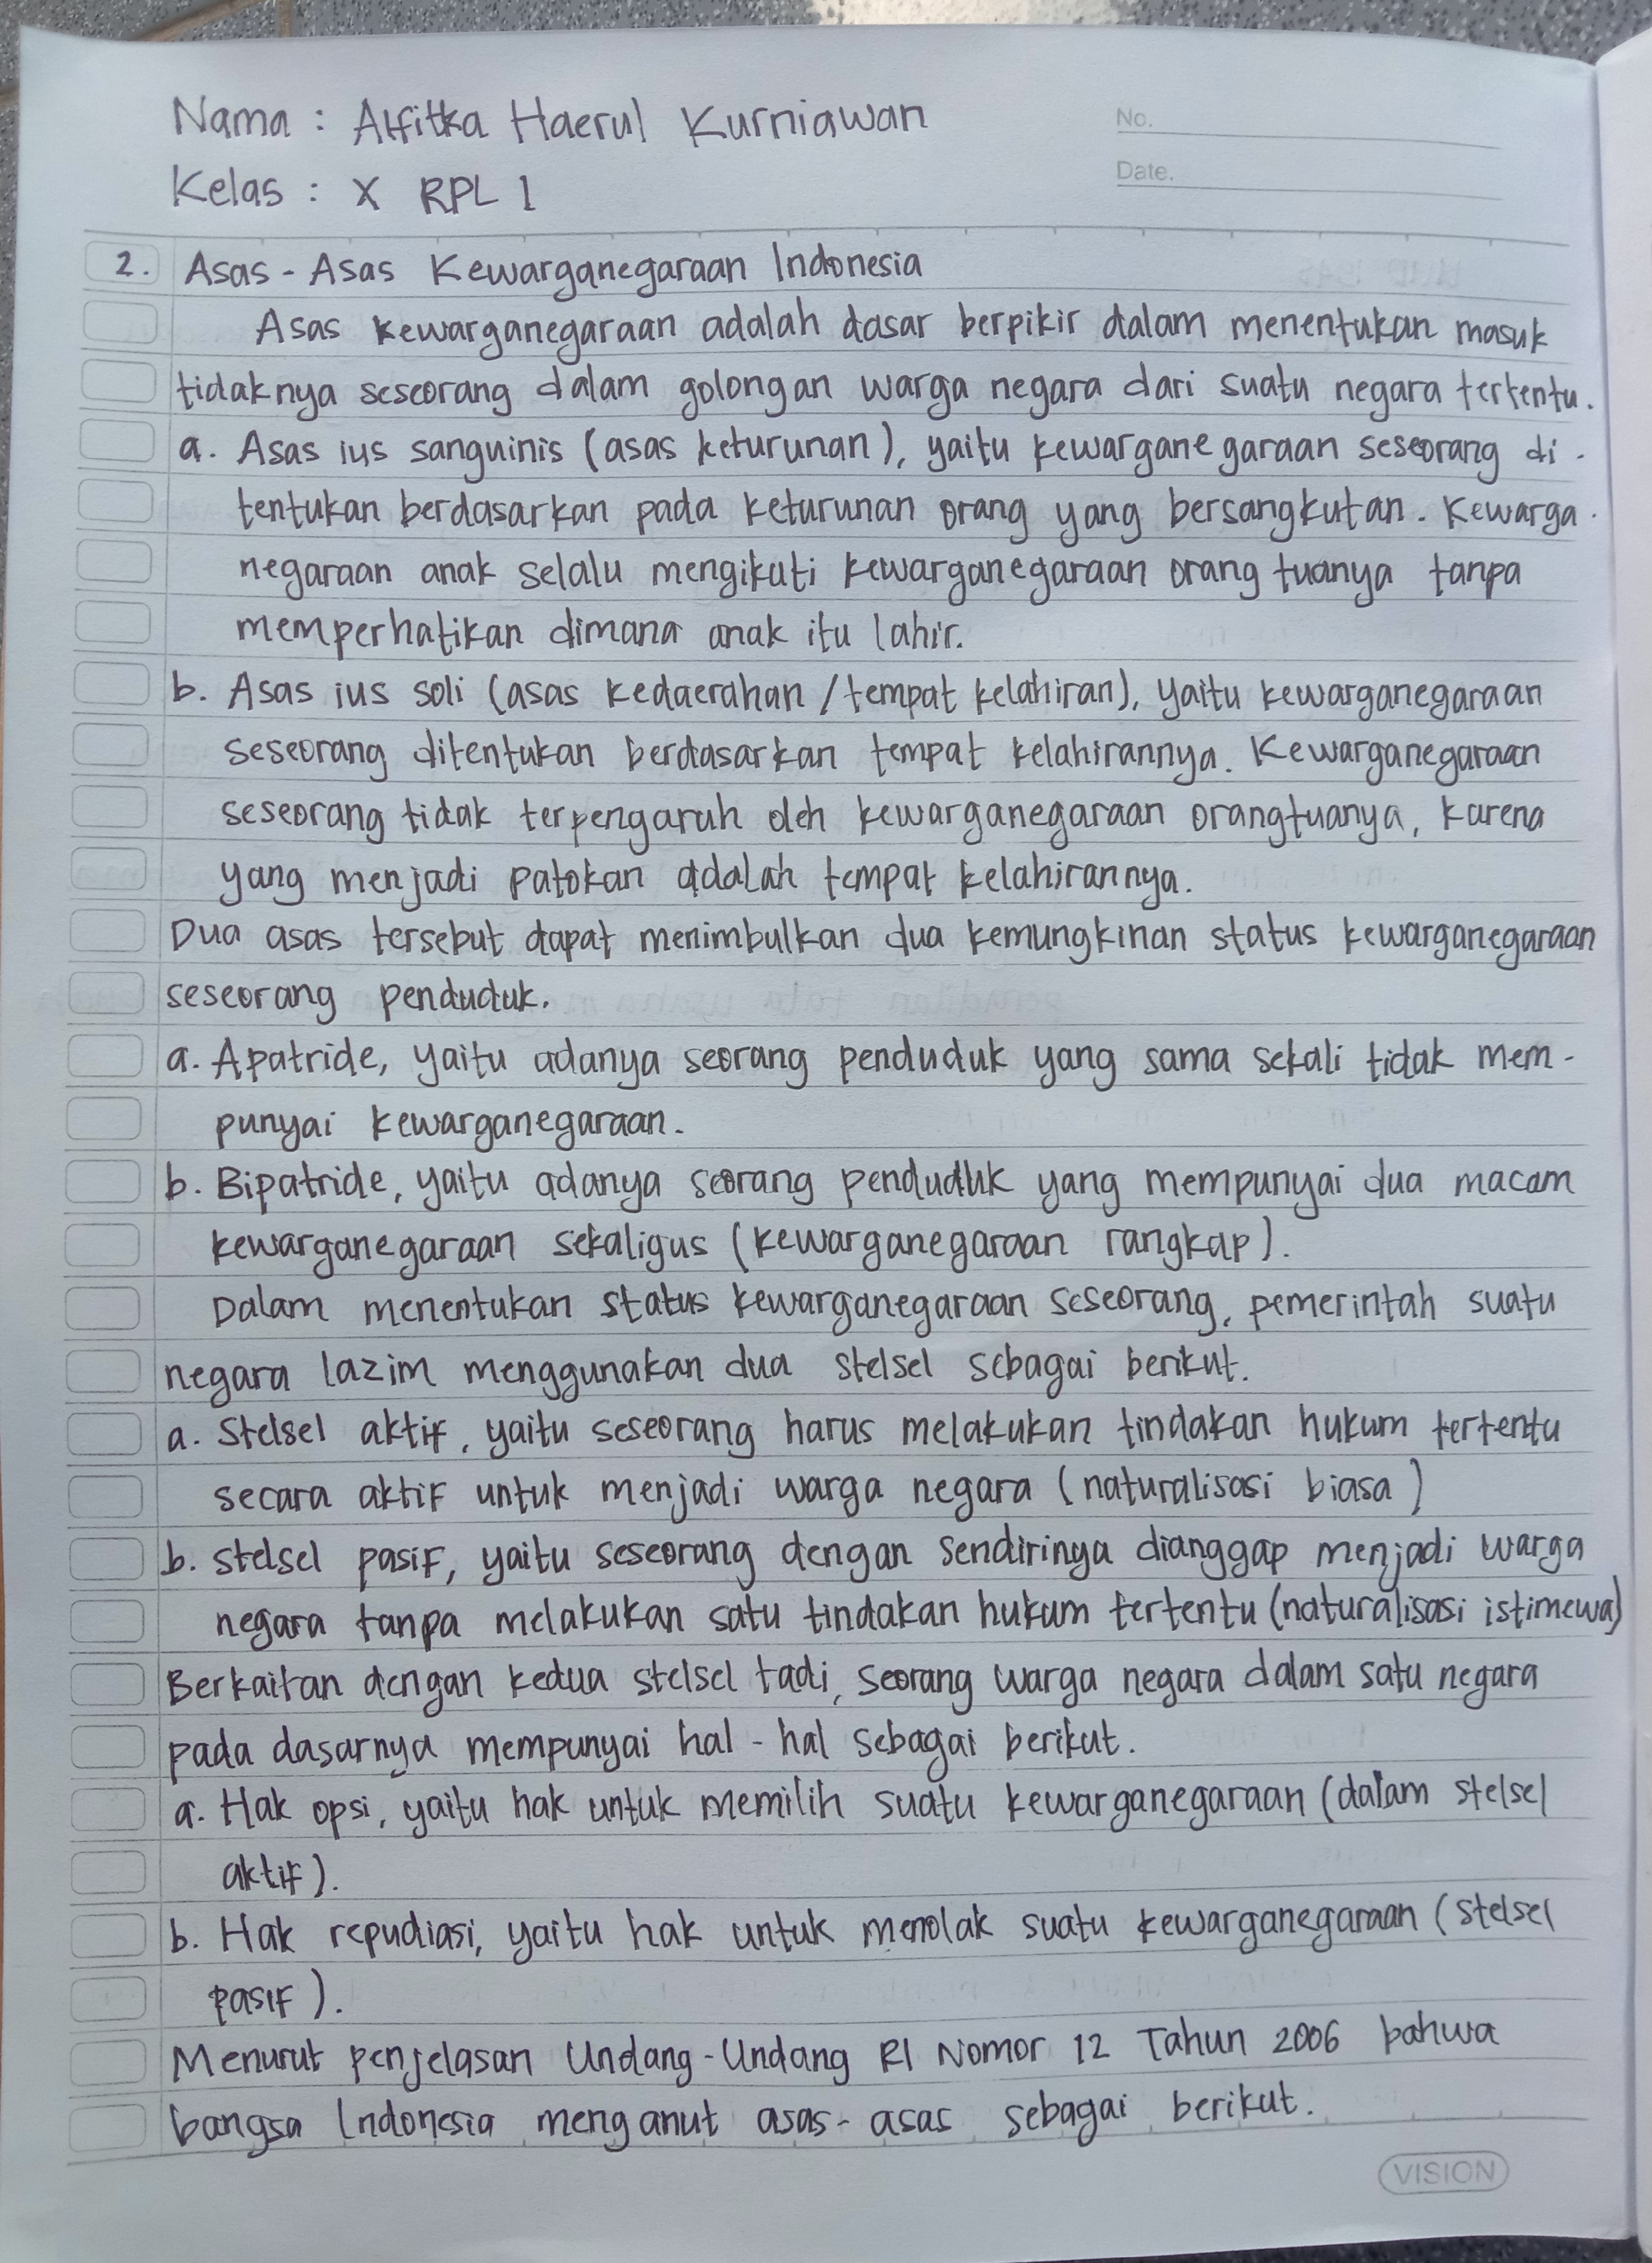 Nama : Alfitka Haerul Kurniawan
No.
Kelas : X RPL 1
Date.
2. Asas - Asas Kewarganegaraan Indonesia
Asas kewarganegaraan adalah dasar berpikir dalam menentukan masuk
tidaknya seseorang dalam golongan warga negara dari suatu negara tertentu.
a. Asas ius sanguinis (asas keturunan), yaitu kewarganegaraan seseorang di -
tentukan berdasarkan pada keturunan orang yang bersangkutan. Kewarga -
negaraan anak selalu mengikuti kewarganegaraan orang tuanya tanpa
memperhatikan dimana anak itu lahir.
b. Asas ius soli (asas kedaerahan / tempat kelahiran), yaitu kewarganegaraan
seseorang ditentukan berdasarkan tempat kelahirannya. Kewarganegaraan
seseorang tidak terpengaruh oleh kewarganegaraan orangtuanya, karena
yang menjadi patokan adalah tempat kelahirannya.
Dua asas tersebut dapat menimbulkan dua kemungkinan status kewarganegaraan
seseorang penduduk.
a. Apatride, yaitu adanya seorang penduduk yang sama sekali tidak mem -
punyai kewarganegaraan.
b. Bipatride, yaitu adanya seorang penduduk yang mempunyai dua macam
kewarganegaraan sekaligus (kewarganegaraan rangkap).
Dalam menentukan status kewarganegaraan seseorang, pemerintah suatu
negara lazim menggunakan dua stelsel sebagai berikut.
a. Stelsel aktif, yaitu seseorang harus melakukan tindakan hukum tertentu
secara aktif untuk menjadi warga negara (naturalisasi biasa)
b. stelsel pasif, yaitu seseorang dengan sendirinya dianggap menjadi warga
negara tanpa melakukan satu tindakan hukum tertentu (naturalisasi istimewa)
Berkaitan dengan kedua stelsel tadi, seorang warga negara dalam satu negara
pada dasarnya mempunyai hal - hal sebagai berikut.
a. Hak opsi, yaitu hak untuk memilih suatu kewarganegaraan (dalam stelsel
aktif).
b. Hak repudiasi, yaitu hak untuk menolak suatu kewarganegaraan (stelsel
pasif).
Menurut penjelasan Undang-Undang RI Nomor 12 Tahun 2006 bahwa
bangsa Indonesia menganut asas- asas sebagai berikut.
VISION